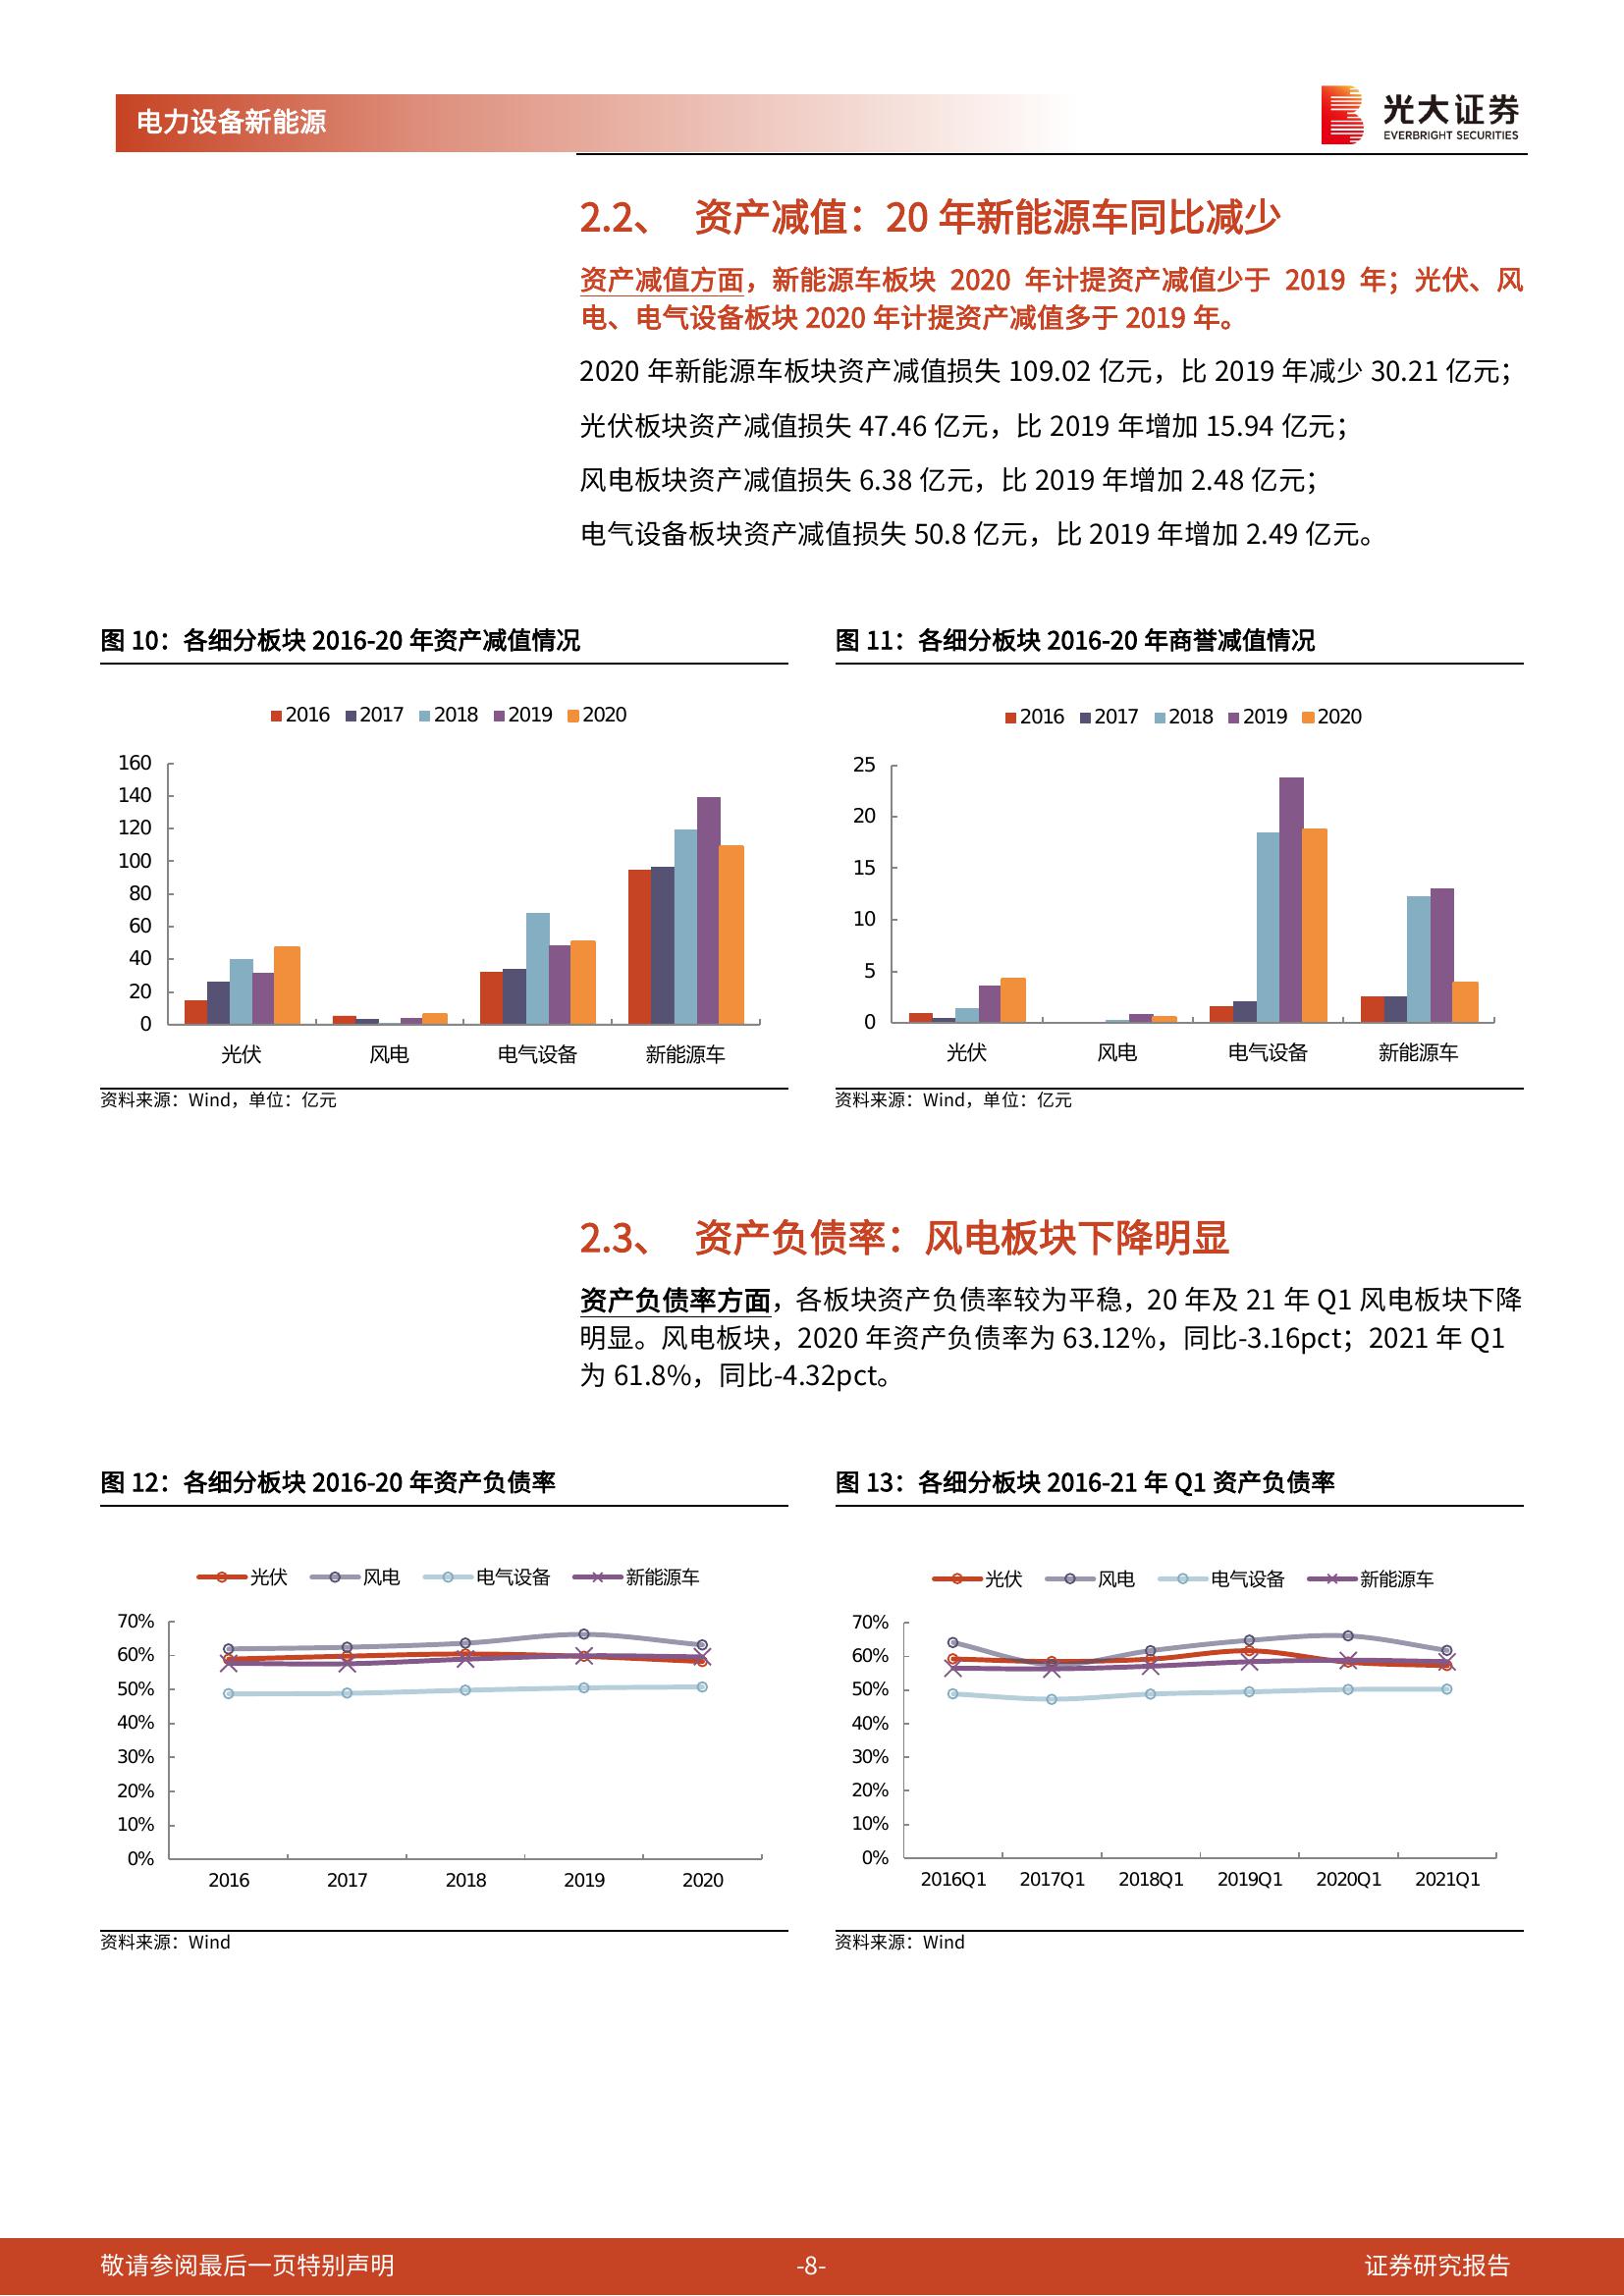 电力设备新能源
光大证券
EVERBRIGHT SECURITIES
2.2、 资产减值：20 年新能源车同比减少
资产减值方面，新能源车板块 2020 年计提资产减值少于 2019 年；光伏、风
电、电气设备板块 2020 年计提资产减值多于 2019 年。
2020 年新能源车板块资产减值损失 109.02 亿元，比 2019 年减少 30.21 亿元；
光伏板块资产减值损失 47.46 亿元，比 2019 年增加 15.94 亿元；
风电板块资产减值损失 6.38 亿元，比 2019 年增加 2.48 亿元；
电气设备板块资产减值损失 50.8 亿元，比 2019 年增加 2.49 亿元。
图 10：各细分板块 2016-20 年资产减值情况
2016 2017 2018 2019 2020
160
140
120
100
80
60
40
20
0
光伏 风电 电气设备 新能源车
资料来源：Wind，单位：亿元
图 11：各细分板块 2016-20 年商誉减值情况
2016 2017 2018 2019 2020
25
20
15
10
5
0
光伏 风电 电气设备 新能源车
资料来源：Wind，单位：亿元
2.3、 资产负债率：风电板块下降明显
资产负债率方面，各板块资产负债率较为平稳，20 年及 21 年 Q1 风电板块下降
明显。风电板块，2020 年资产负债率为 63.12%，同比-3.16pct；2021 年 Q1
为 61.8%，同比-4.32pct。
图 12：各细分板块 2016-20 年资产负债率
光伏 风电 电气设备 新能源车
70%
60%
50%
40%
30%
20%
10%
0%
2016 2017 2018 2019 2020
资料来源：Wind
图 13：各细分板块 2016-21 年 Q1 资产负债率
光伏 风电 电气设备 新能源车
70%
60%
50%
40%
30%
20%
10%
0%
2016Q1 2017Q1 2018Q1 2019Q1 2020Q1 2021Q1
资料来源：Wind
敬请参阅最后一页特别声明
-8-
证券研究报告